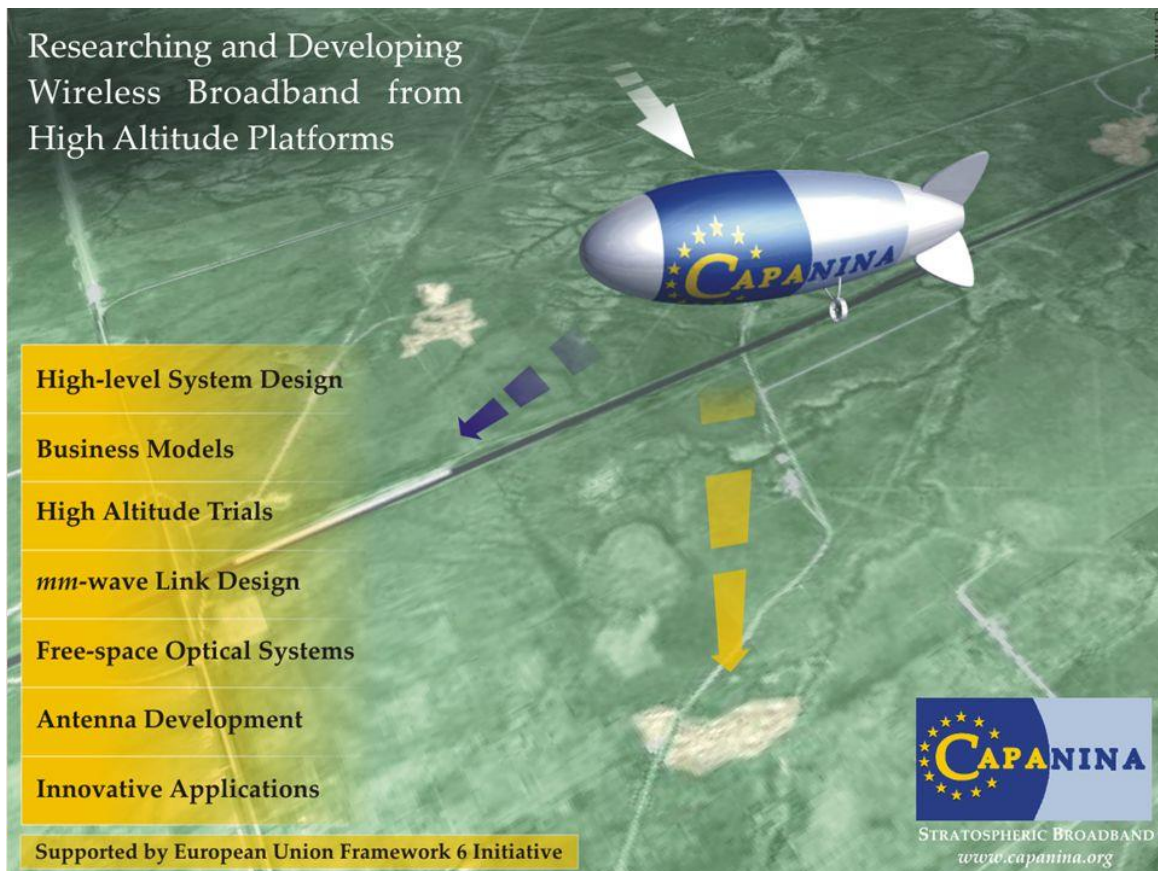 Researching and Developing
Wireless Broadband from
High Altitude Platforms
CAPANINA
High-level System Design
Business Models
High Altitude Trials
mm-wave Link Design
Free-space Optical Systems
Antenna Development
Innovative Applications
Supported by European Union Framework 6 Initiative
CAPANINA
STRATOSPHERIC BROADBAND
www.capanina.org